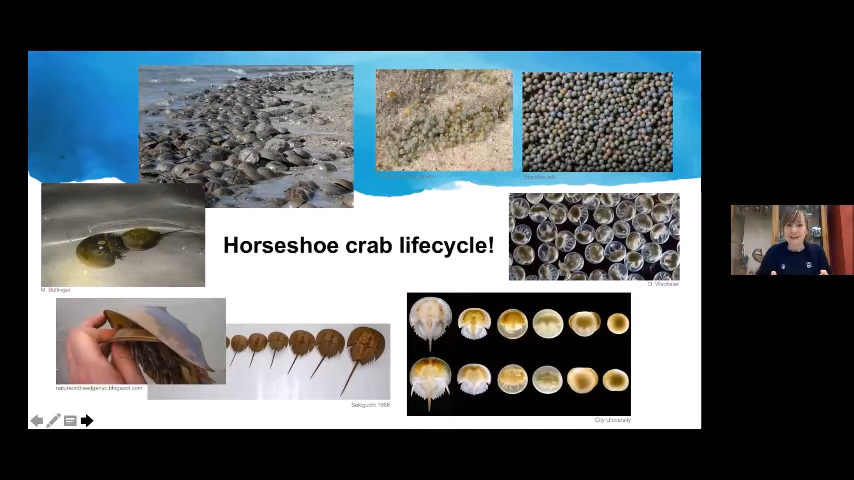 Horseshoe crab lifecycle!
D. Wechsler
M. Bullinger
natureontheedgenyc.blogspot.com
Sekiguchi 1988
City University